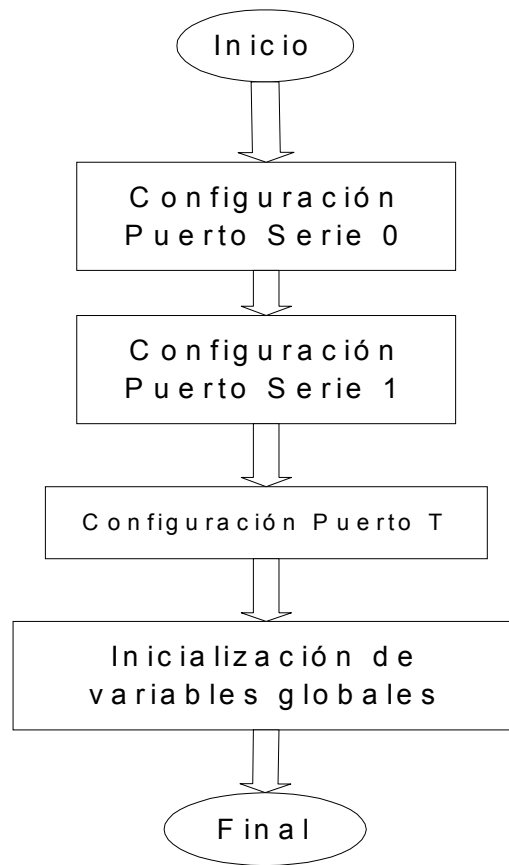 Inicio
Configuración
Puerto Serie 0
Configuración
Puerto Serie 1
Configuración Puerto T
Inicialización de
variables globales
Final